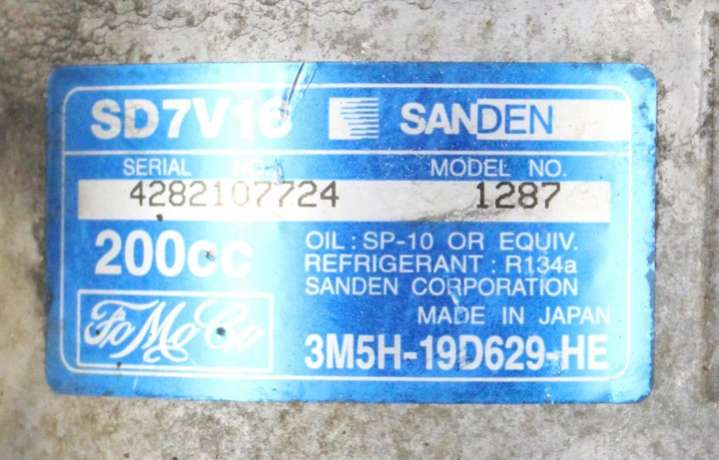 SD7V16 SANDEN
SERIAL NO. MODEL NO.
4282107724 1287
200cc
OIL : SP-10 OR EQUIV.
REFRIGERANT : R134a
SANDEN CORPORATION
MADE IN JAPAN
FoMoCo
3M5H-19D629-HE